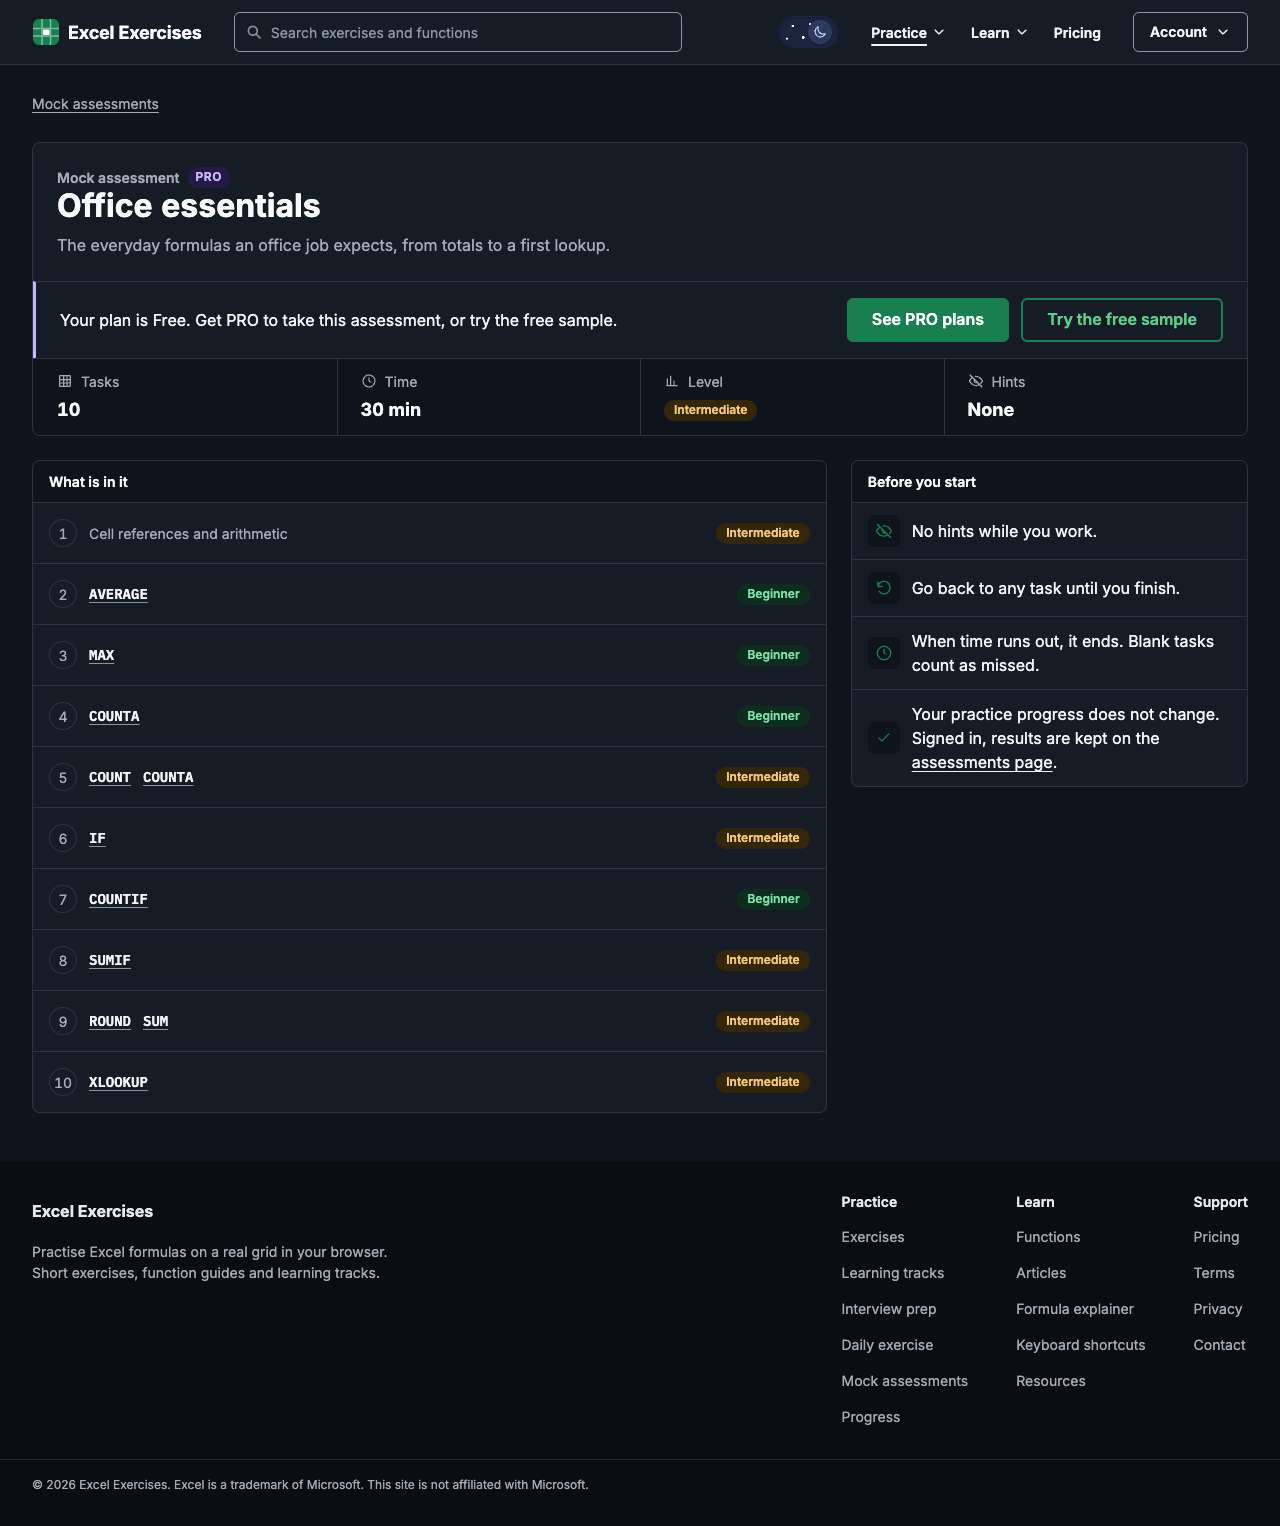 Excel Exercises
Search exercises and functions
Practice
Learn
Pricing
Account
Mock assessments
Mock assessment PRO
Office essentials
The everyday formulas an office job expects, from totals to a first lookup.
Your plan is Free. Get PRO to take this assessment, or try the free sample.
See PRO plans
Try the free sample
Tasks
10
Time
30 min
Level
Intermediate
Hints
None
What is in it
1 Cell references and arithmetic Intermediate
2 AVERAGE Beginner
3 MAX Beginner
4 COUNTA Beginner
5 COUNT COUNTA Intermediate
6 IF Intermediate
7 COUNTIF Beginner
8 SUMIF Intermediate
9 ROUND SUM Intermediate
10 XLOOKUP Intermediate
Before you start
No hints while you work.
Go back to any task until you finish.
When time runs out, it ends. Blank tasks
count as missed.
Your practice progress does not change.
Signed in, results are kept on the
assessments page.
Excel Exercises
Practise Excel formulas on a real grid in your browser.
Short exercises, function guides and learning tracks.
Practice
Exercises
Learning tracks
Interview prep
Daily exercise
Mock assessments
Progress
Learn
Functions
Articles
Formula explainer
Keyboard shortcuts
Resources
Support
Pricing
Terms
Privacy
Contact
© 2026 Excel Exercises. Excel is a trademark of Microsoft. This site is not affiliated with Microsoft.